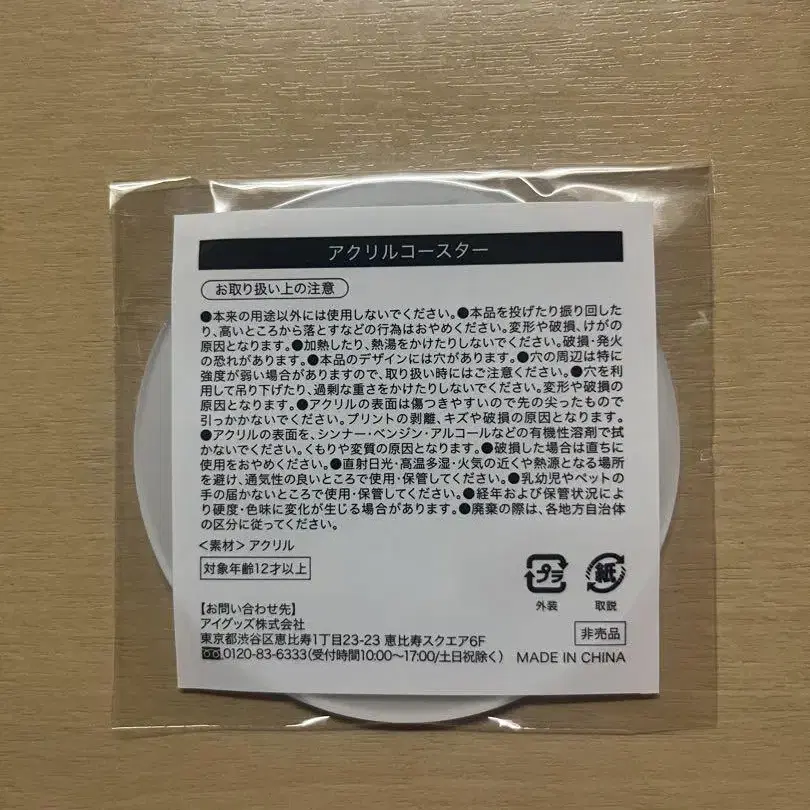 アクリルコースター
お取り扱い上の注意
●本来の用途以外には使用しないでください。●本品を投げたり振り回した
り、高いところから落とすなどの行為はおやめください。変形や破損、けがの
原因となります。●加熱したり、熱湯をかけたりしないでください。破損・発火
の恐れがあります。●本品のデザインには穴があります。●穴の周辺は特に
強度が弱い場合がありますので、取り扱い時にはご注意ください。●穴を利
用して吊り下げたり、過剰な重さをかけたりしないでください。変形や破損の
原因となります。●アクリルの表面は傷つきやすいので先の尖ったもので
引っかかないでください。プリントの剥離、キズや破損の原因となります。
●アクリルの表面を、シンナー・ベンジン・アルコールなどの有機性溶剤で拭
かないでください。くもりや変質の原因となります。●破損した場合は直ちに
使用をおやめください。●直射日光・高温多湿・火気の近くや熱源となる場所
を避け、通気性の良いところで使用・保管してください。●乳幼児やペットの
手の届かないところで使用・保管してください。●経年および保管状況によ
り硬度・色味に変化が生じる場合があります。●廃棄の際は、各地方自治体
の区分に従ってください。
＜素材＞アクリル
対象年齢12才以上
プラ 紙
外装 取説
【お問い合わせ先】
アイグッズ株式会社
東京都渋谷区恵比寿1丁目23-23 恵比寿スクエア6F
0120-83-6333(受付時間10:00～17:00/土日祝除く)
非売品
MADE IN CHINA